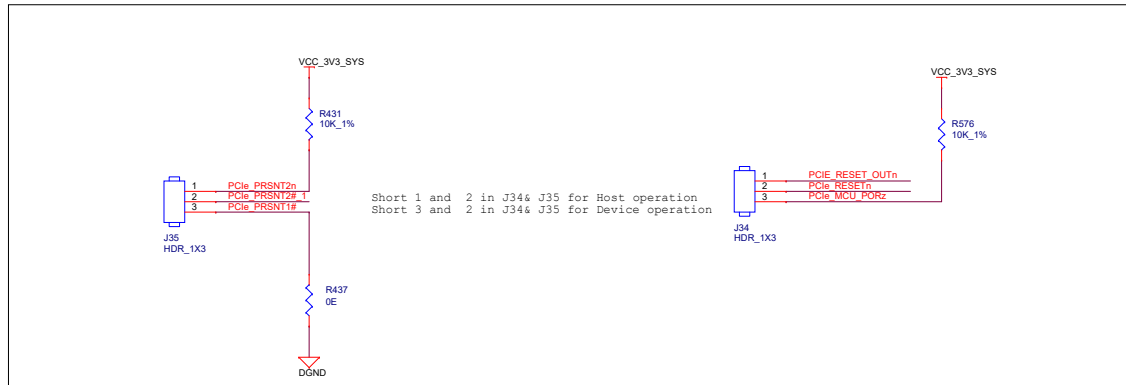 VCC_3V3_SYS
R431
10K_1%
1 PCIe_PRSNT2n
2 PCIe_PRSNT2#_1
3 PCIe_PRSNT1#
J35
HDR_1X3
R437
0E
DGND
Short 1 and 2 in J34& J35 for Host operation
Short 3 and 2 in J34& J35 for Device operation
VCC_3V3_SYS
R576
10K_1%
1 PCIE_RESET_OUTn
2 PCIe_RESETn
3 PCIe_MCU_PORz
J34
HDR_1X3